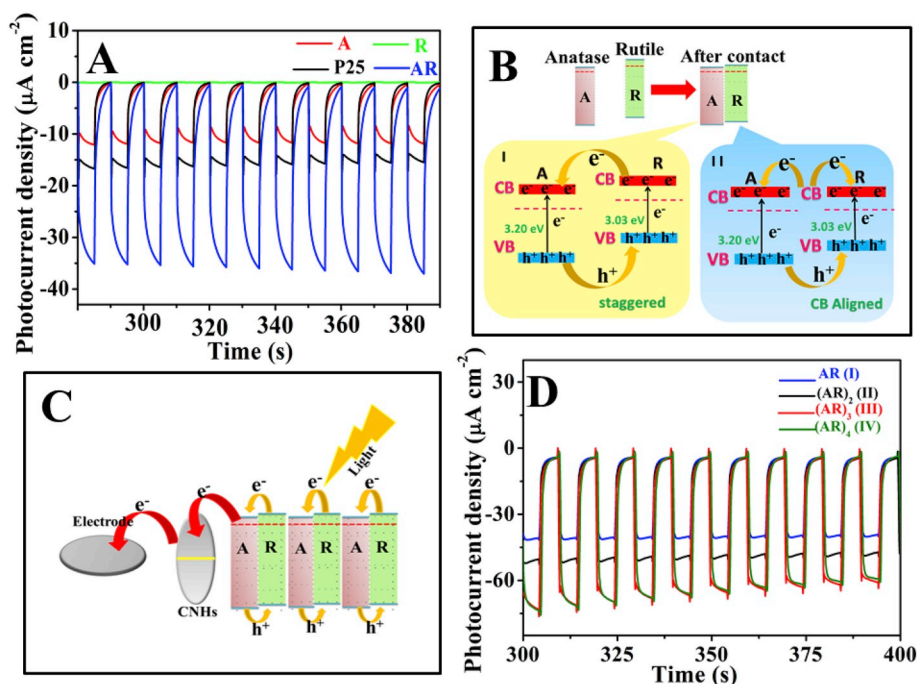 A
A
R
P25
AR
10
0
-10
-20
-30
-40
300
320
340
360
380
Photocurrent density (µA cm⁻²)
Time (s)
B
Anatase
Rutile
After contact
A
R
A
R
I
e⁻
A
R
CB
e⁻ e⁻ e⁻
CB
e⁻ e⁻ e⁻
e⁻
e⁻
3.20 eV
3.03 eV
VB
h⁺h⁺h⁺
VB
h⁺h⁺h⁺
h⁺
staggered
II
e⁻
e⁻
A
R
CB
e⁻ e⁻ e⁻
CB
e⁻ e⁻ e⁻
e⁻
e⁻
3.20 eV
3.03 eV
VB
h⁺h⁺h⁺
VB
h⁺h⁺h⁺
h⁺
CB Aligned
C
Light
e⁻
e⁻
e⁻
e⁻
e⁻
Electrode
CNHs
A
R
A
R
A
R
h⁺
h⁺
h⁺
D
AR (I)
(AR)₂ (II)
(AR)₃ (III)
(AR)₄ (IV)
30
0
-30
-60
300
325
350
375
400
Photocurrent density (µA cm⁻²)
Time (s)